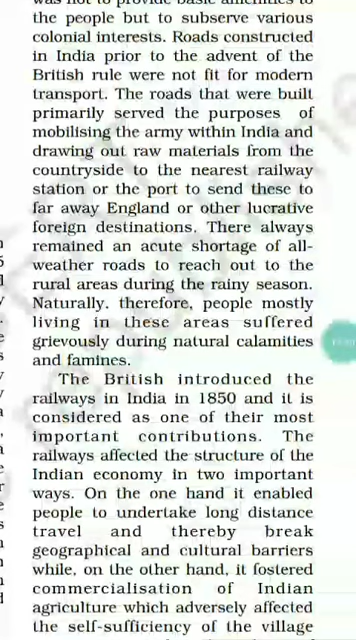 was not to provide basic amenities to
the people but to subserve various
colonial interests. Roads constructed
in India prior to the advent of the
British rule were not fit for modern
transport. The roads that were built
primarily served the purposes of
mobilising the army within India and
drawing out raw materials from the
countryside to the nearest railway
station or the port to send these to
far away England or other lucrative
foreign destinations. There always
remained an acute shortage of all-
weather roads to reach out to the
rural areas during the rainy season.
Naturally, therefore, people mostly
living in these areas suffered
grievously during natural calamities
and famines.
The British introduced the
railways in India in 1850 and it is
considered as one of their most
important contributions. The
railways affected the structure of the
Indian economy in two important
ways. On the one hand it enabled
people to undertake long distance
travel and thereby break
geographical and cultural barriers
while, on the other hand, it fostered
commercialisation of Indian
agriculture which adversely affected
the self-sufficiency of the village